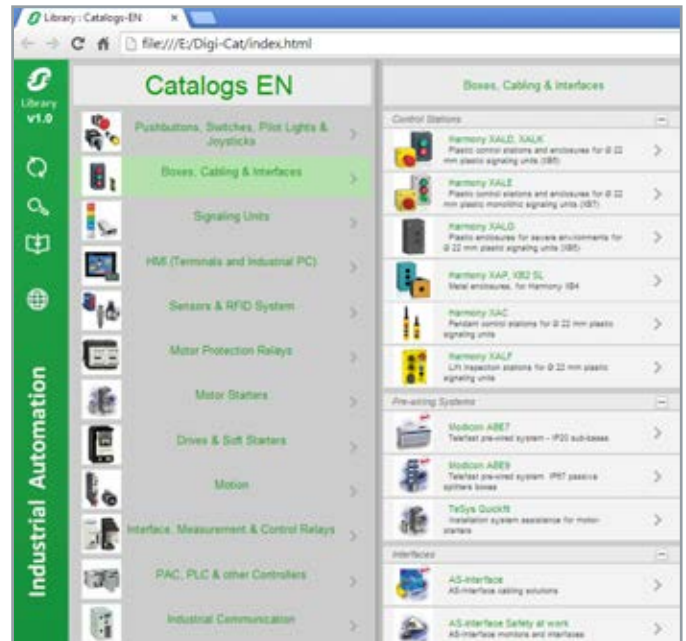 Library : Catalogs-EN
file:///E:/Digi-Cat/index.html
Library
v1.0
Industrial Automation
Catalogs EN
Pushbuttons, Switches, Pilot Lights &
Joysticks
Boxes, Cabling & Interfaces
Signaling Units
HMI (Terminals and Industrial PC)
Sensors & RFID System
Motor Protection Relays
Motor Starters
Drives & Soft Starters
Motion
Interface, Measurement & Control Relays
PAC, PLC & other Controllers
Industrial Communication
Boxes, Cabling & Interfaces
Control Stations
Harmony XALD, XALK
Plastic control stations and enclosures for Ø 22
mm plastic signaling units (XB5)
Harmony XALE
Plastic control stations and enclosures for Ø 22
mm plastic monolithic signaling units (XB7)
Harmony XALG
Plastic enclosures for severe environments for
Ø 22 mm plastic signaling units (XB5)
Harmony XAP, XB2 SL
Metal enclosures, for Harmony XB4
Harmony XAC
Pendant control stations for Ø 22 mm plastic
signaling units
Harmony XALF
Lift inspection stations for Ø 22 mm plastic
signaling units
Pre-wiring Systems
Modicon ABE7
Telefast pre-wired system - IP20 sub-bases
Modicon ABE9
Telefast pre-wired system IP67 passive
splitters boxes
TeSys Quickfit
Installation system assistance for motor-
starters
Interfaces
AS-Interface
AS-Interface cabling solutions
AS-Interface Safety at work
AS-Interface monitors and interfaces